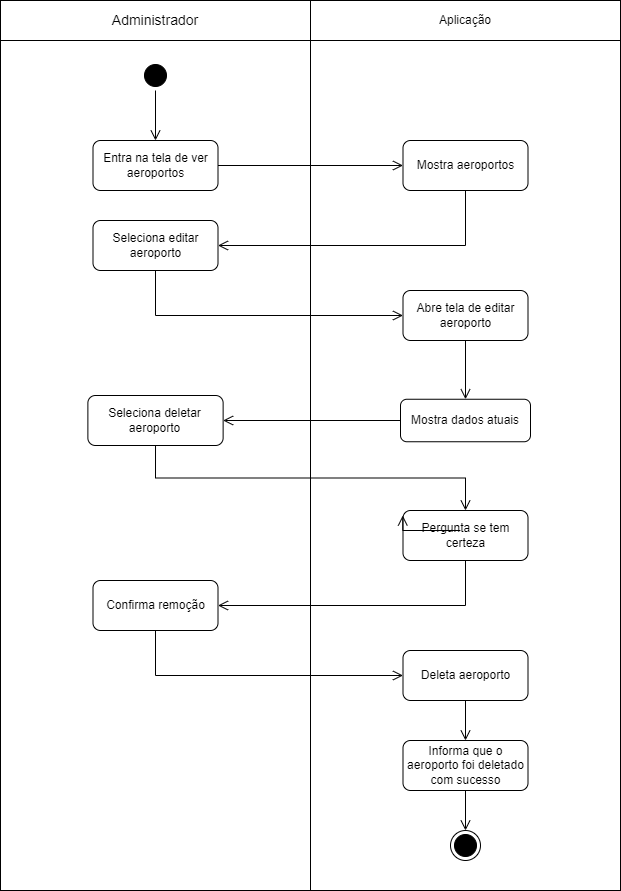 Administrador
Aplicação
Entra na tela de ver
aeroportos
Mostra aeroportos
Seleciona editar
aeroporto
Abre tela de editar
aeroporto
Mostra dados atuais
Seleciona deletar
aeroporto
Pergunta se tem
certeza
Confirma remoção
Deleta aeroporto
Informa que o
aeroporto foi deletado
com sucesso